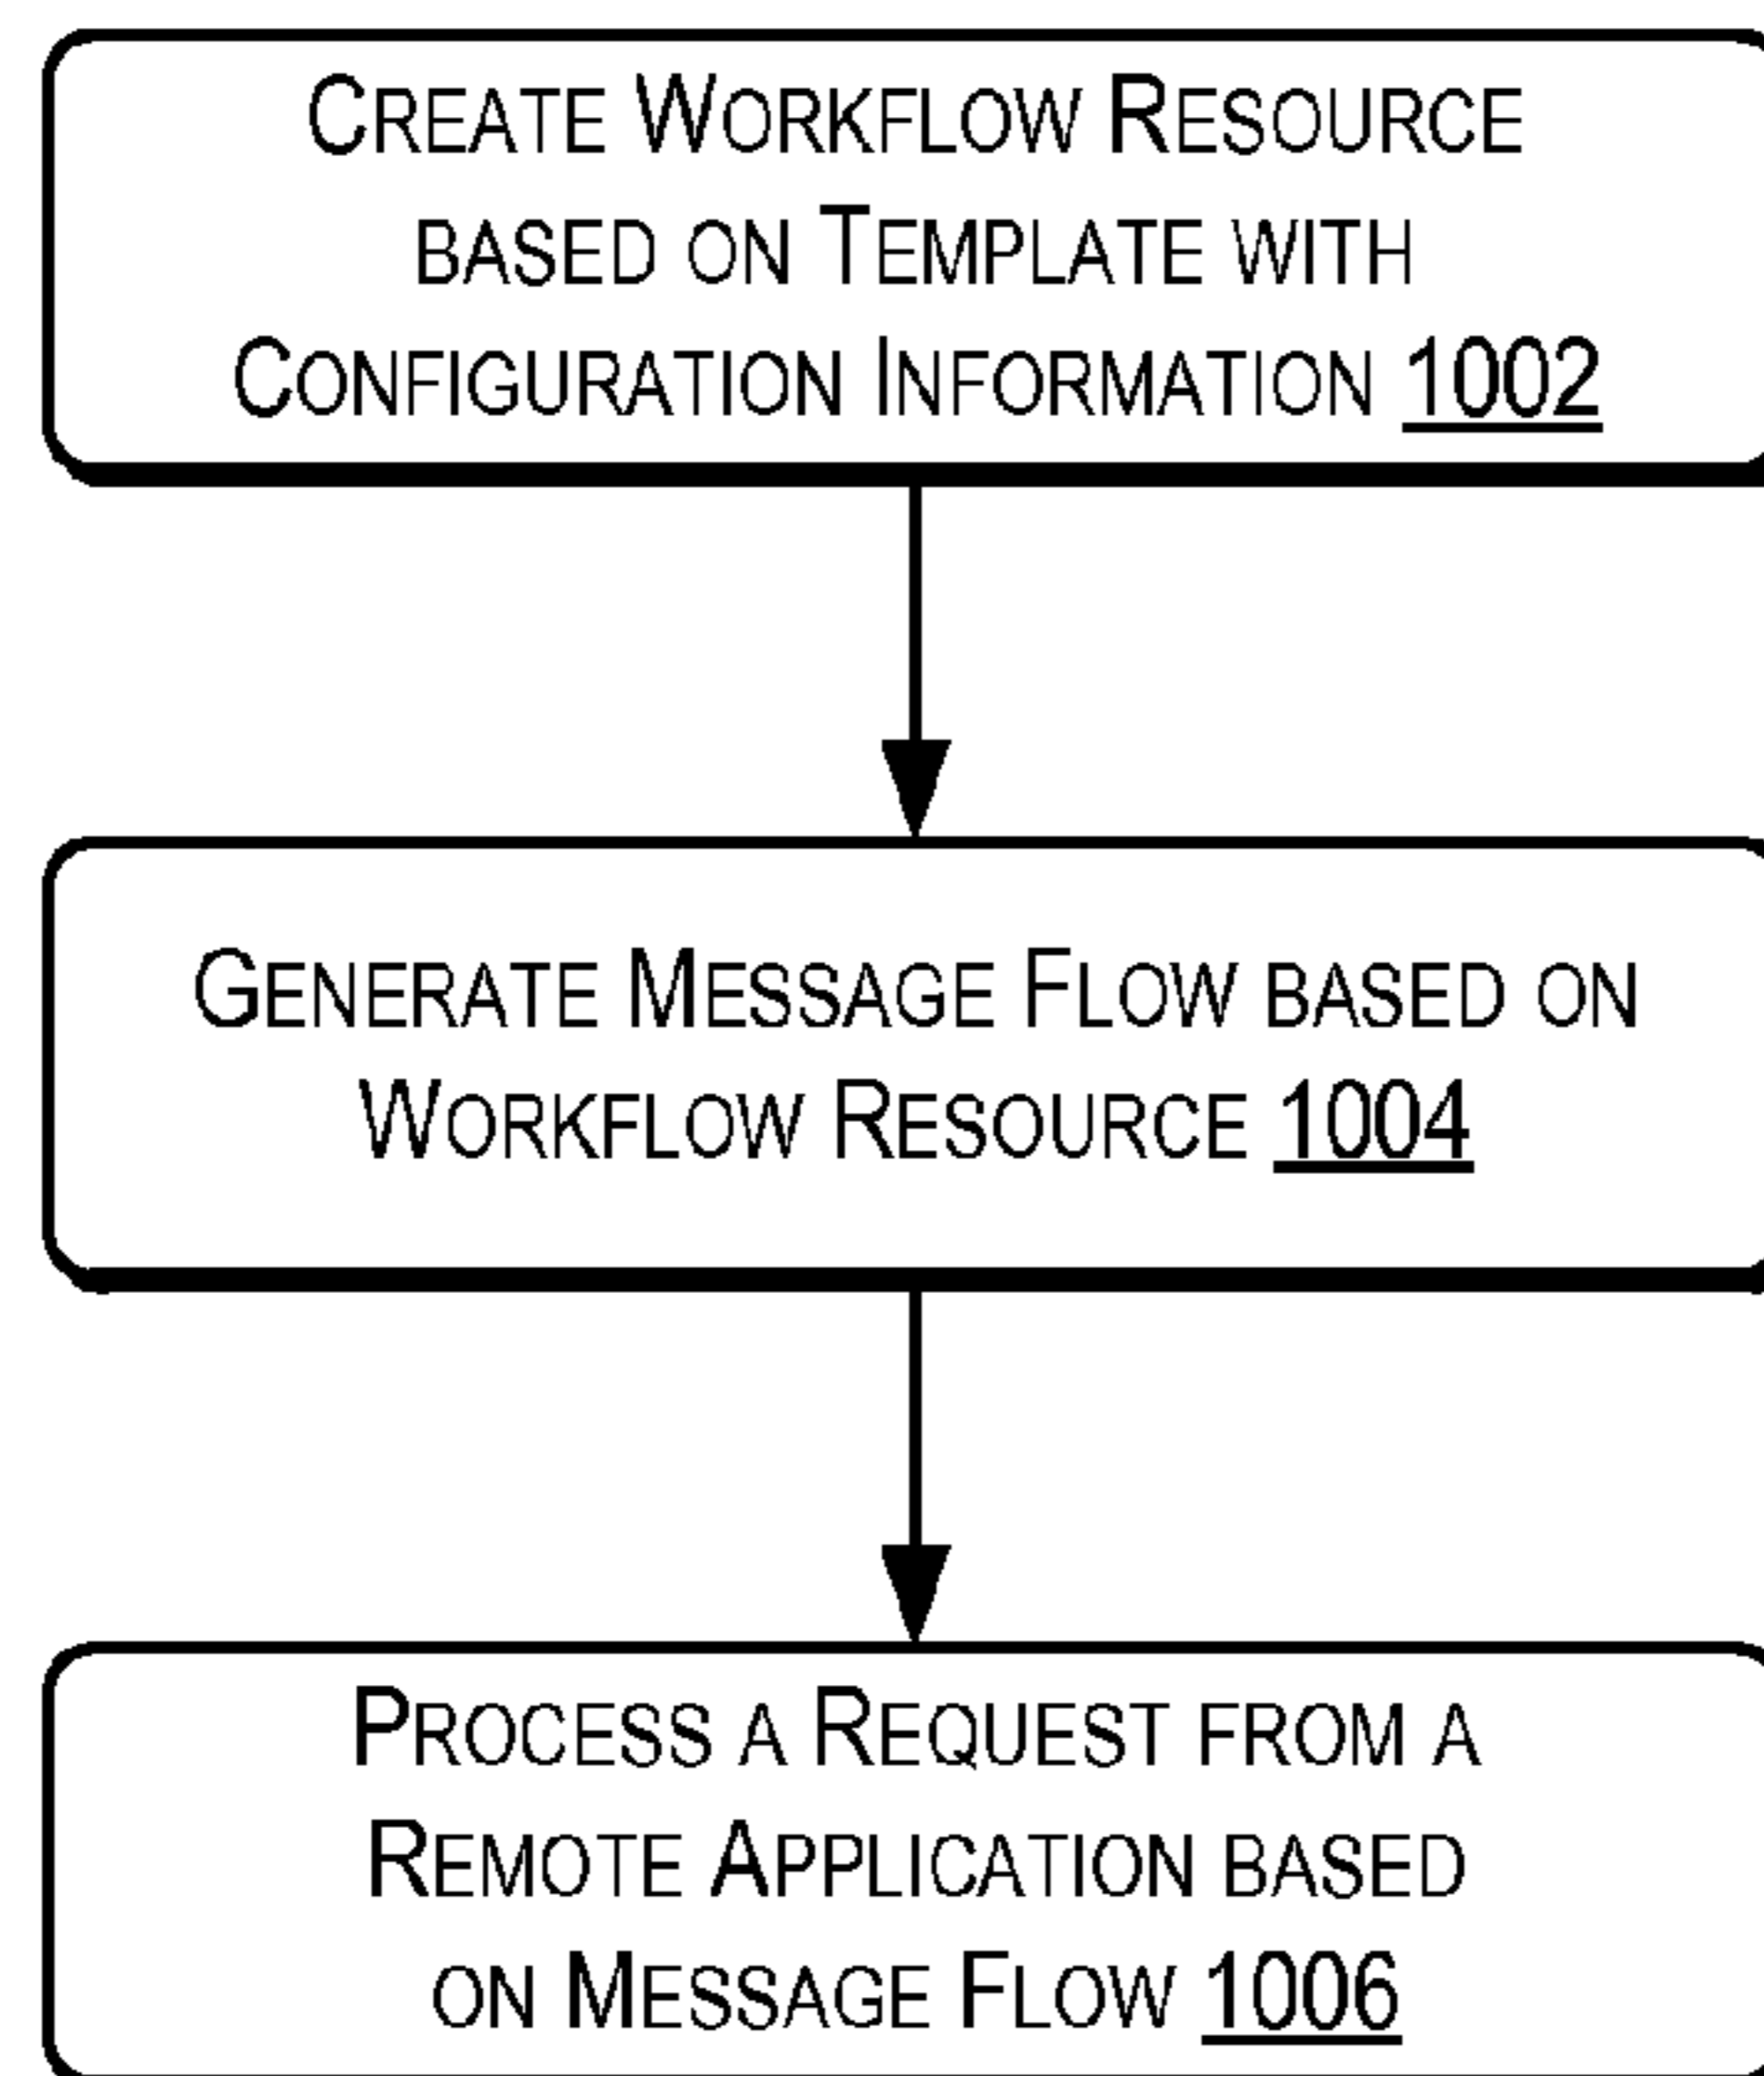 CREATE WORKFLOW RESOURCE
BASED ON TEMPLATE WITH
CONFIGURATION INFORMATION 1002
GENERATE MESSAGE FLOW BASED ON
WORKFLOW RESOURCE 1004
PROCESS A REQUEST FROM A
REMOTE APPLICATION BASED
ON MESSAGE FLOW 1006